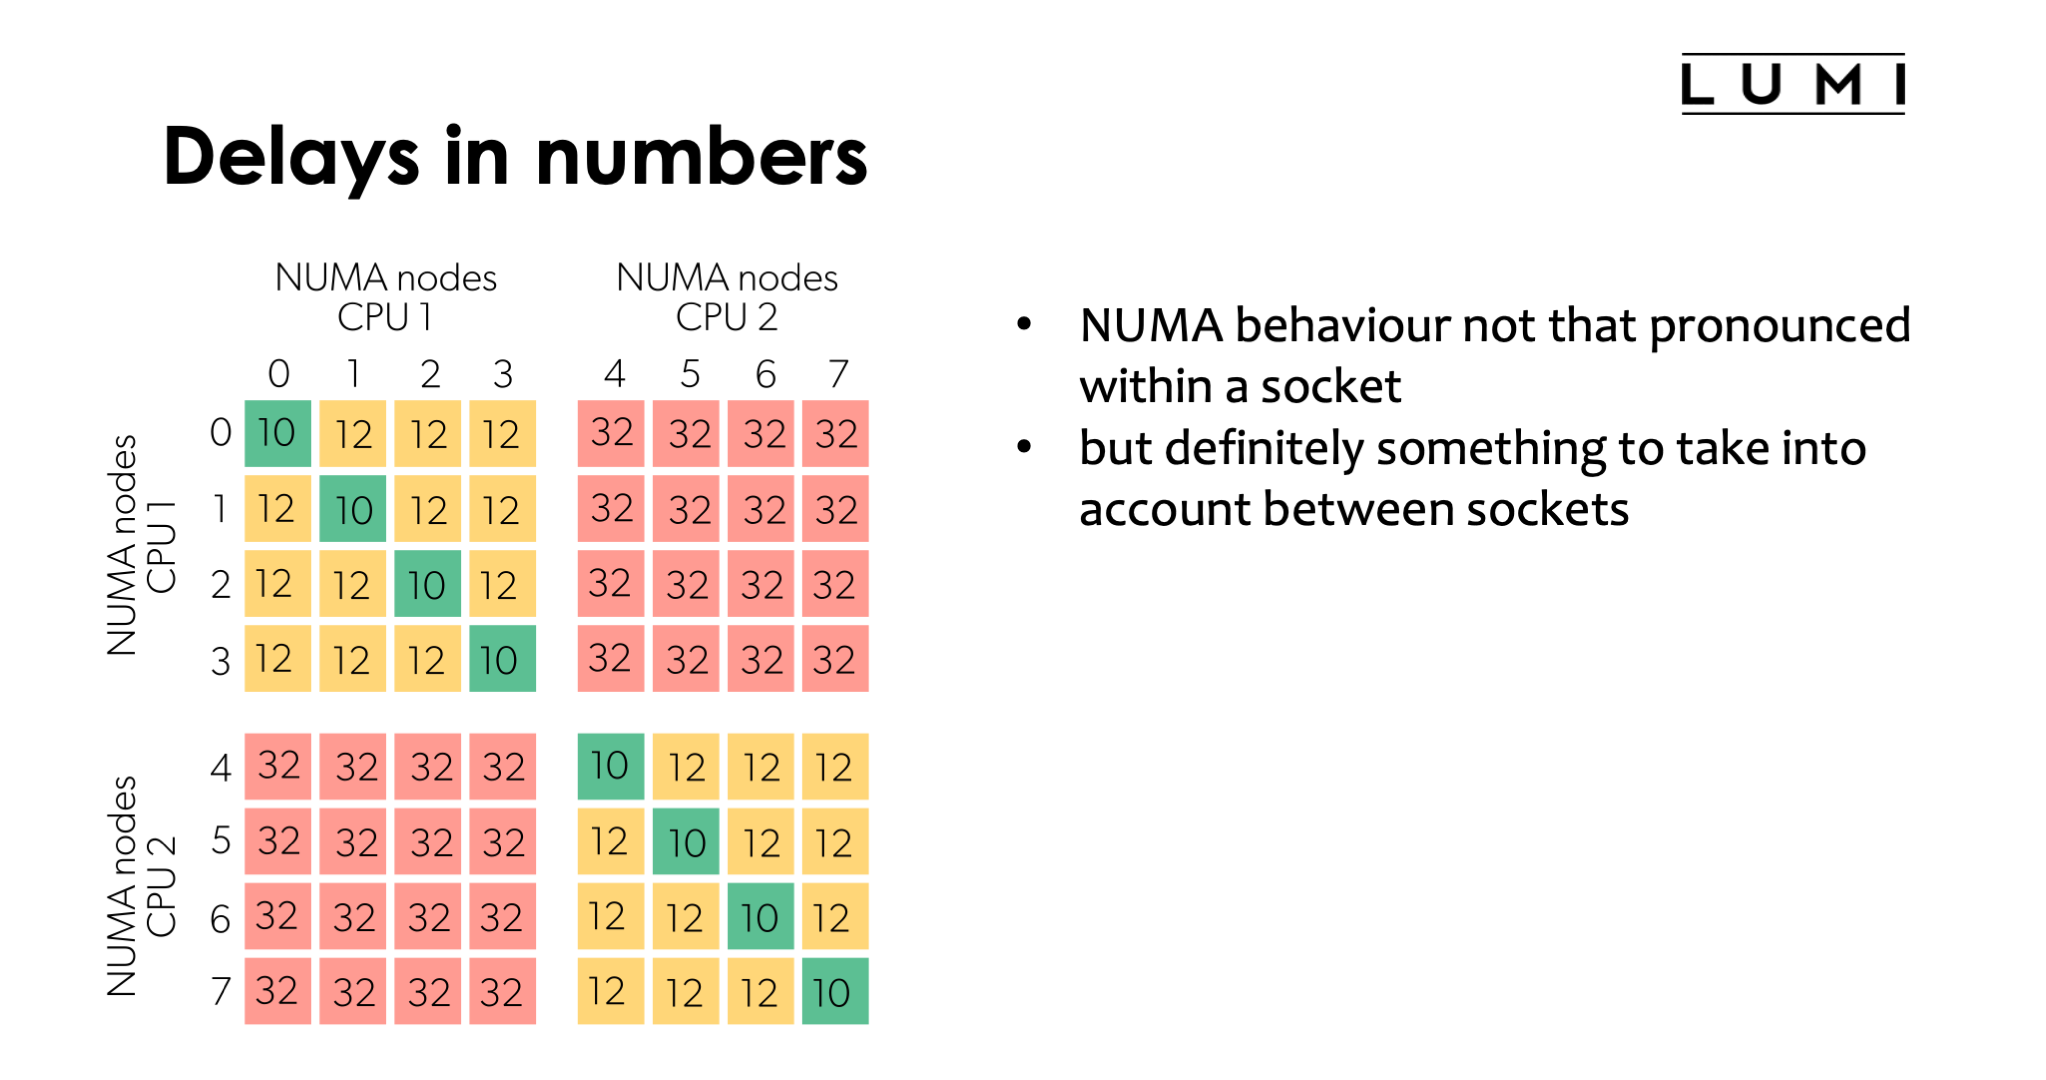 LUMI
Delays in numbers
NUMA nodes
CPU 1
NUMA nodes
CPU 2
0 1 2 3 4 5 6 7
NUMA nodes
CPU 1
0 10 12 12 12 32 32 32 32
1 12 10 12 12 32 32 32 32
2 12 12 10 12 32 32 32 32
3 12 12 12 10 32 32 32 32
NUMA nodes
CPU 2
4 32 32 32 32 10 12 12 12
5 32 32 32 32 12 10 12 12
6 32 32 32 32 12 12 10 12
7 32 32 32 32 12 12 12 10
• NUMA behaviour not that pronounced
within a socket
• but definitely something to take into
account between sockets